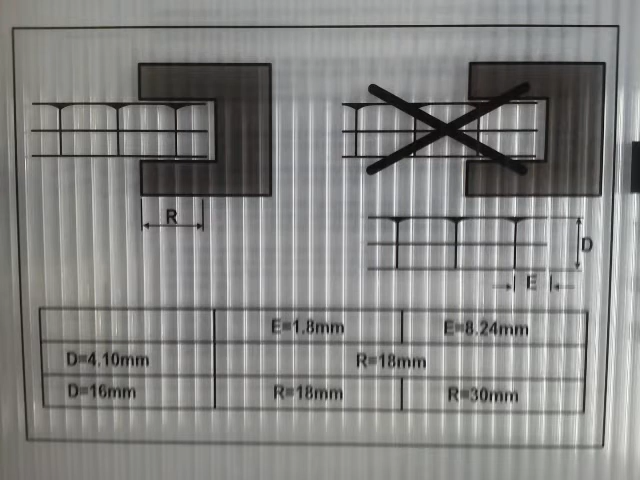 R
D
E
E=1.8mm E=8.24mm
D=4.10mm R=18mm
D=16mm R=18mm R=30mm